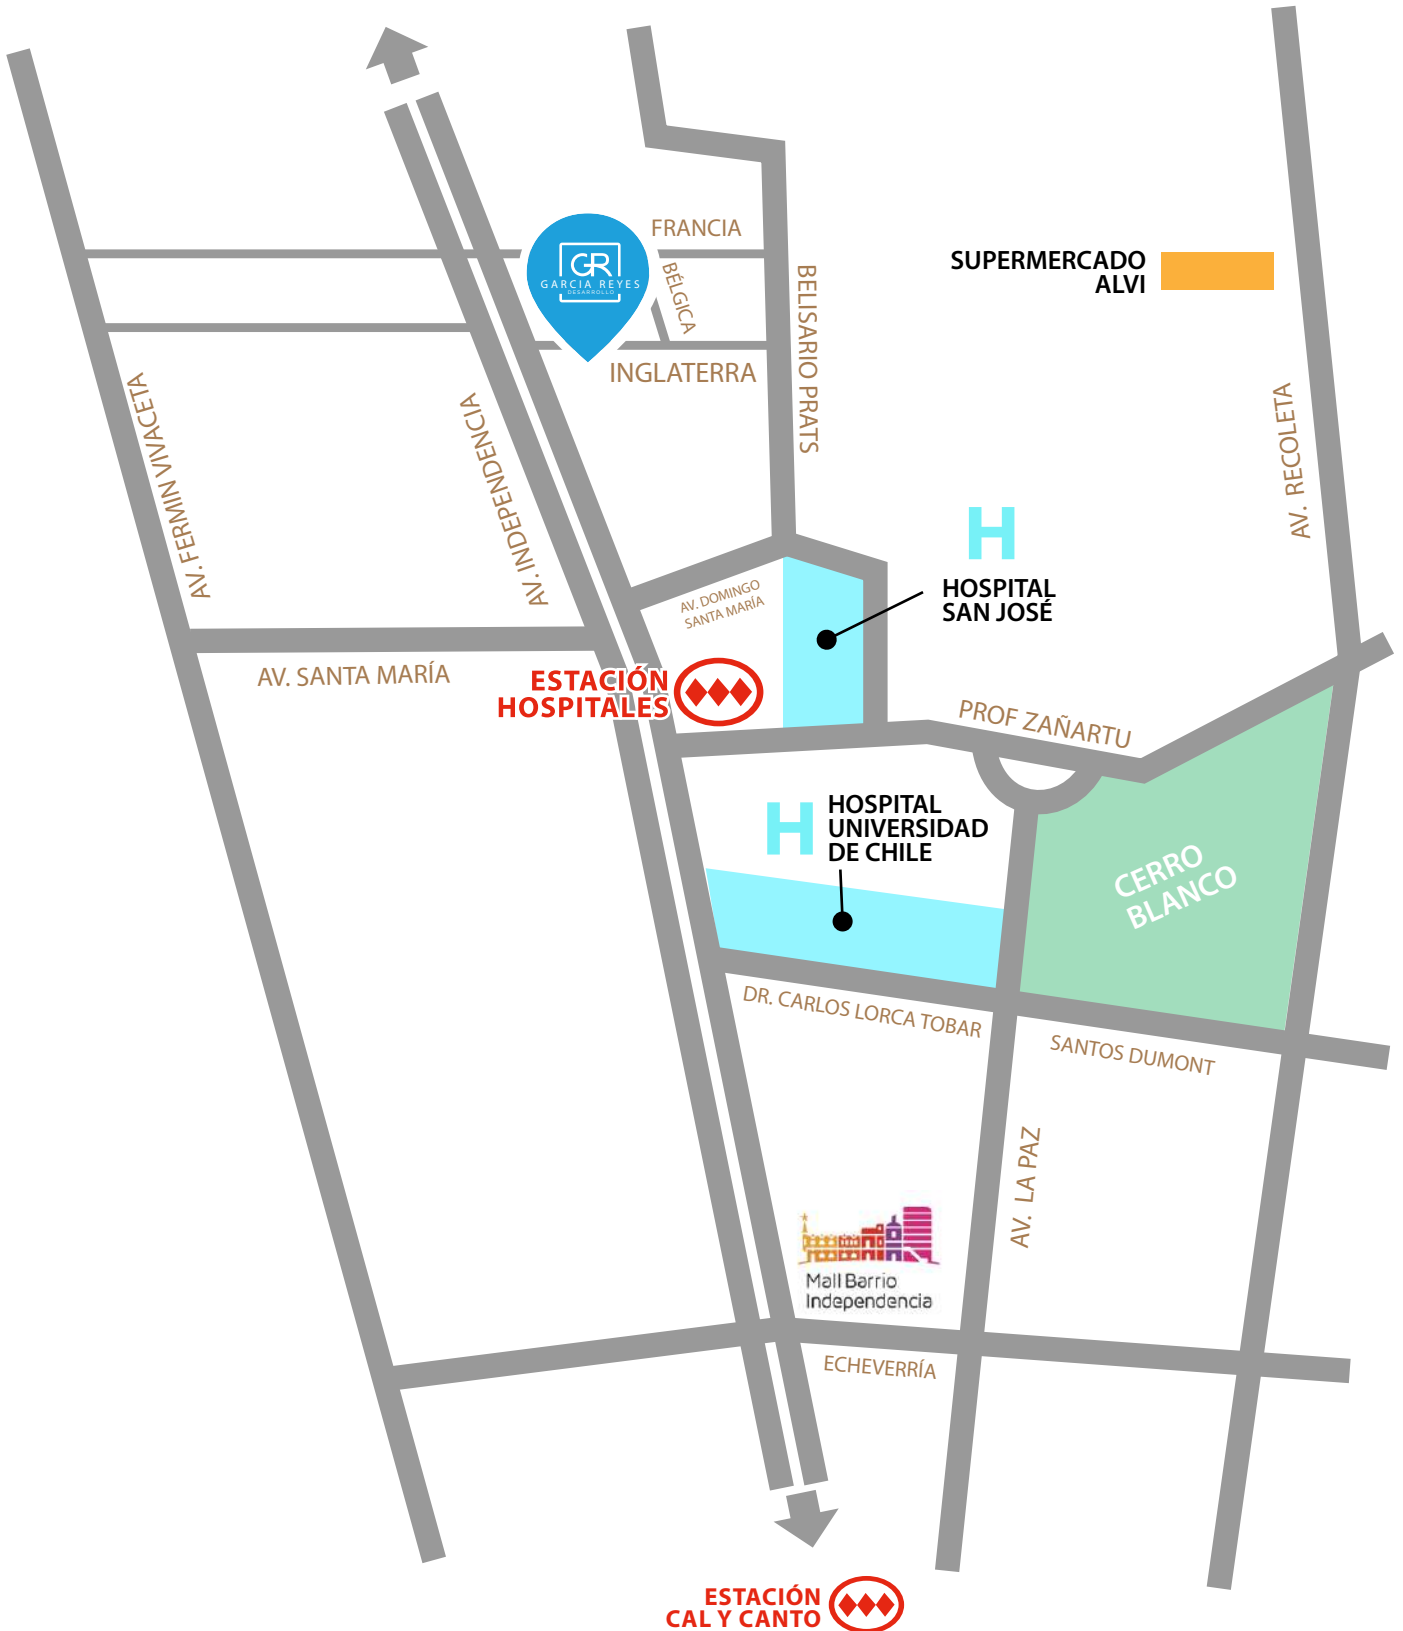 FRANCIA
GR
GARCIA REYES
DESARROLLO
BÉLGICA
INGLATERRA
BELISARIO PRATS
SUPERMERCADO
ALVI
AV. FERMIN VIVACETA
AV. INDEPENDENCIA
AV. RECOLETA
H
HOSPITAL
SAN JOSÉ
AV. DOMINGO
SANTA MARÍA
AV. SANTA MARÍA
ESTACIÓN
HOSPITALES
PROF ZAÑARTU
H
HOSPITAL
UNIVERSIDAD
DE CHILE
CERRO
BLANCO
DR. CARLOS LORCA TOBAR
SANTOS DUMONT
AV. LA PAZ
Mall Barrio
Independencia
ECHEVERRÍA
ESTACIÓN
CAL Y CANTO